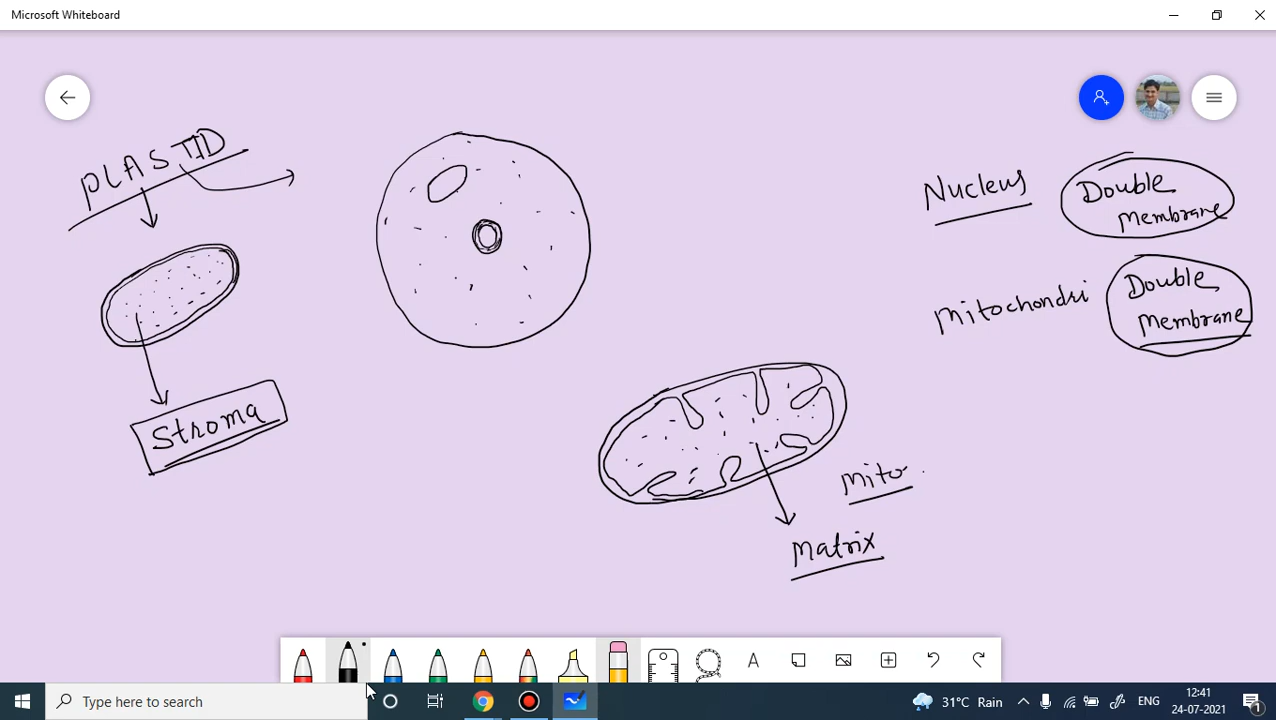 Microsoft Whiteboard
PLASTID
Nucleus
Double
Membrane
Mitochondri
Double
Membrane
Stroma
Mito
Matrix
A
Type here to search
31°C Rain
ENG
12:41
24-07-2021
1